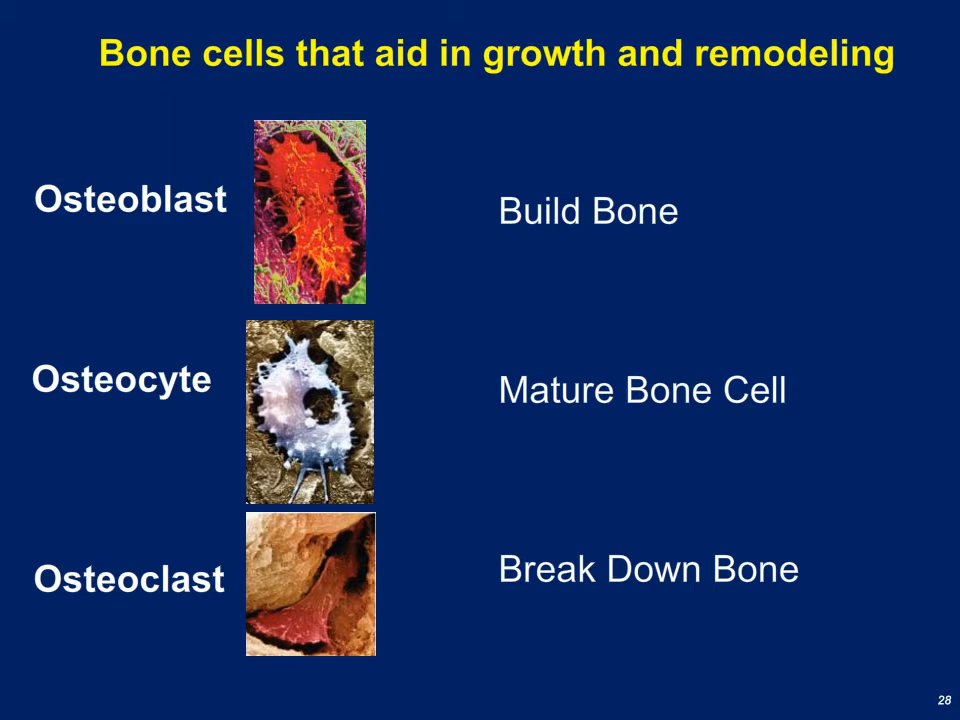 Bone cells that aid in growth and remodeling
Osteoblast
Build Bone
Osteocyte
Mature Bone Cell
Osteoclast
Break Down Bone
28